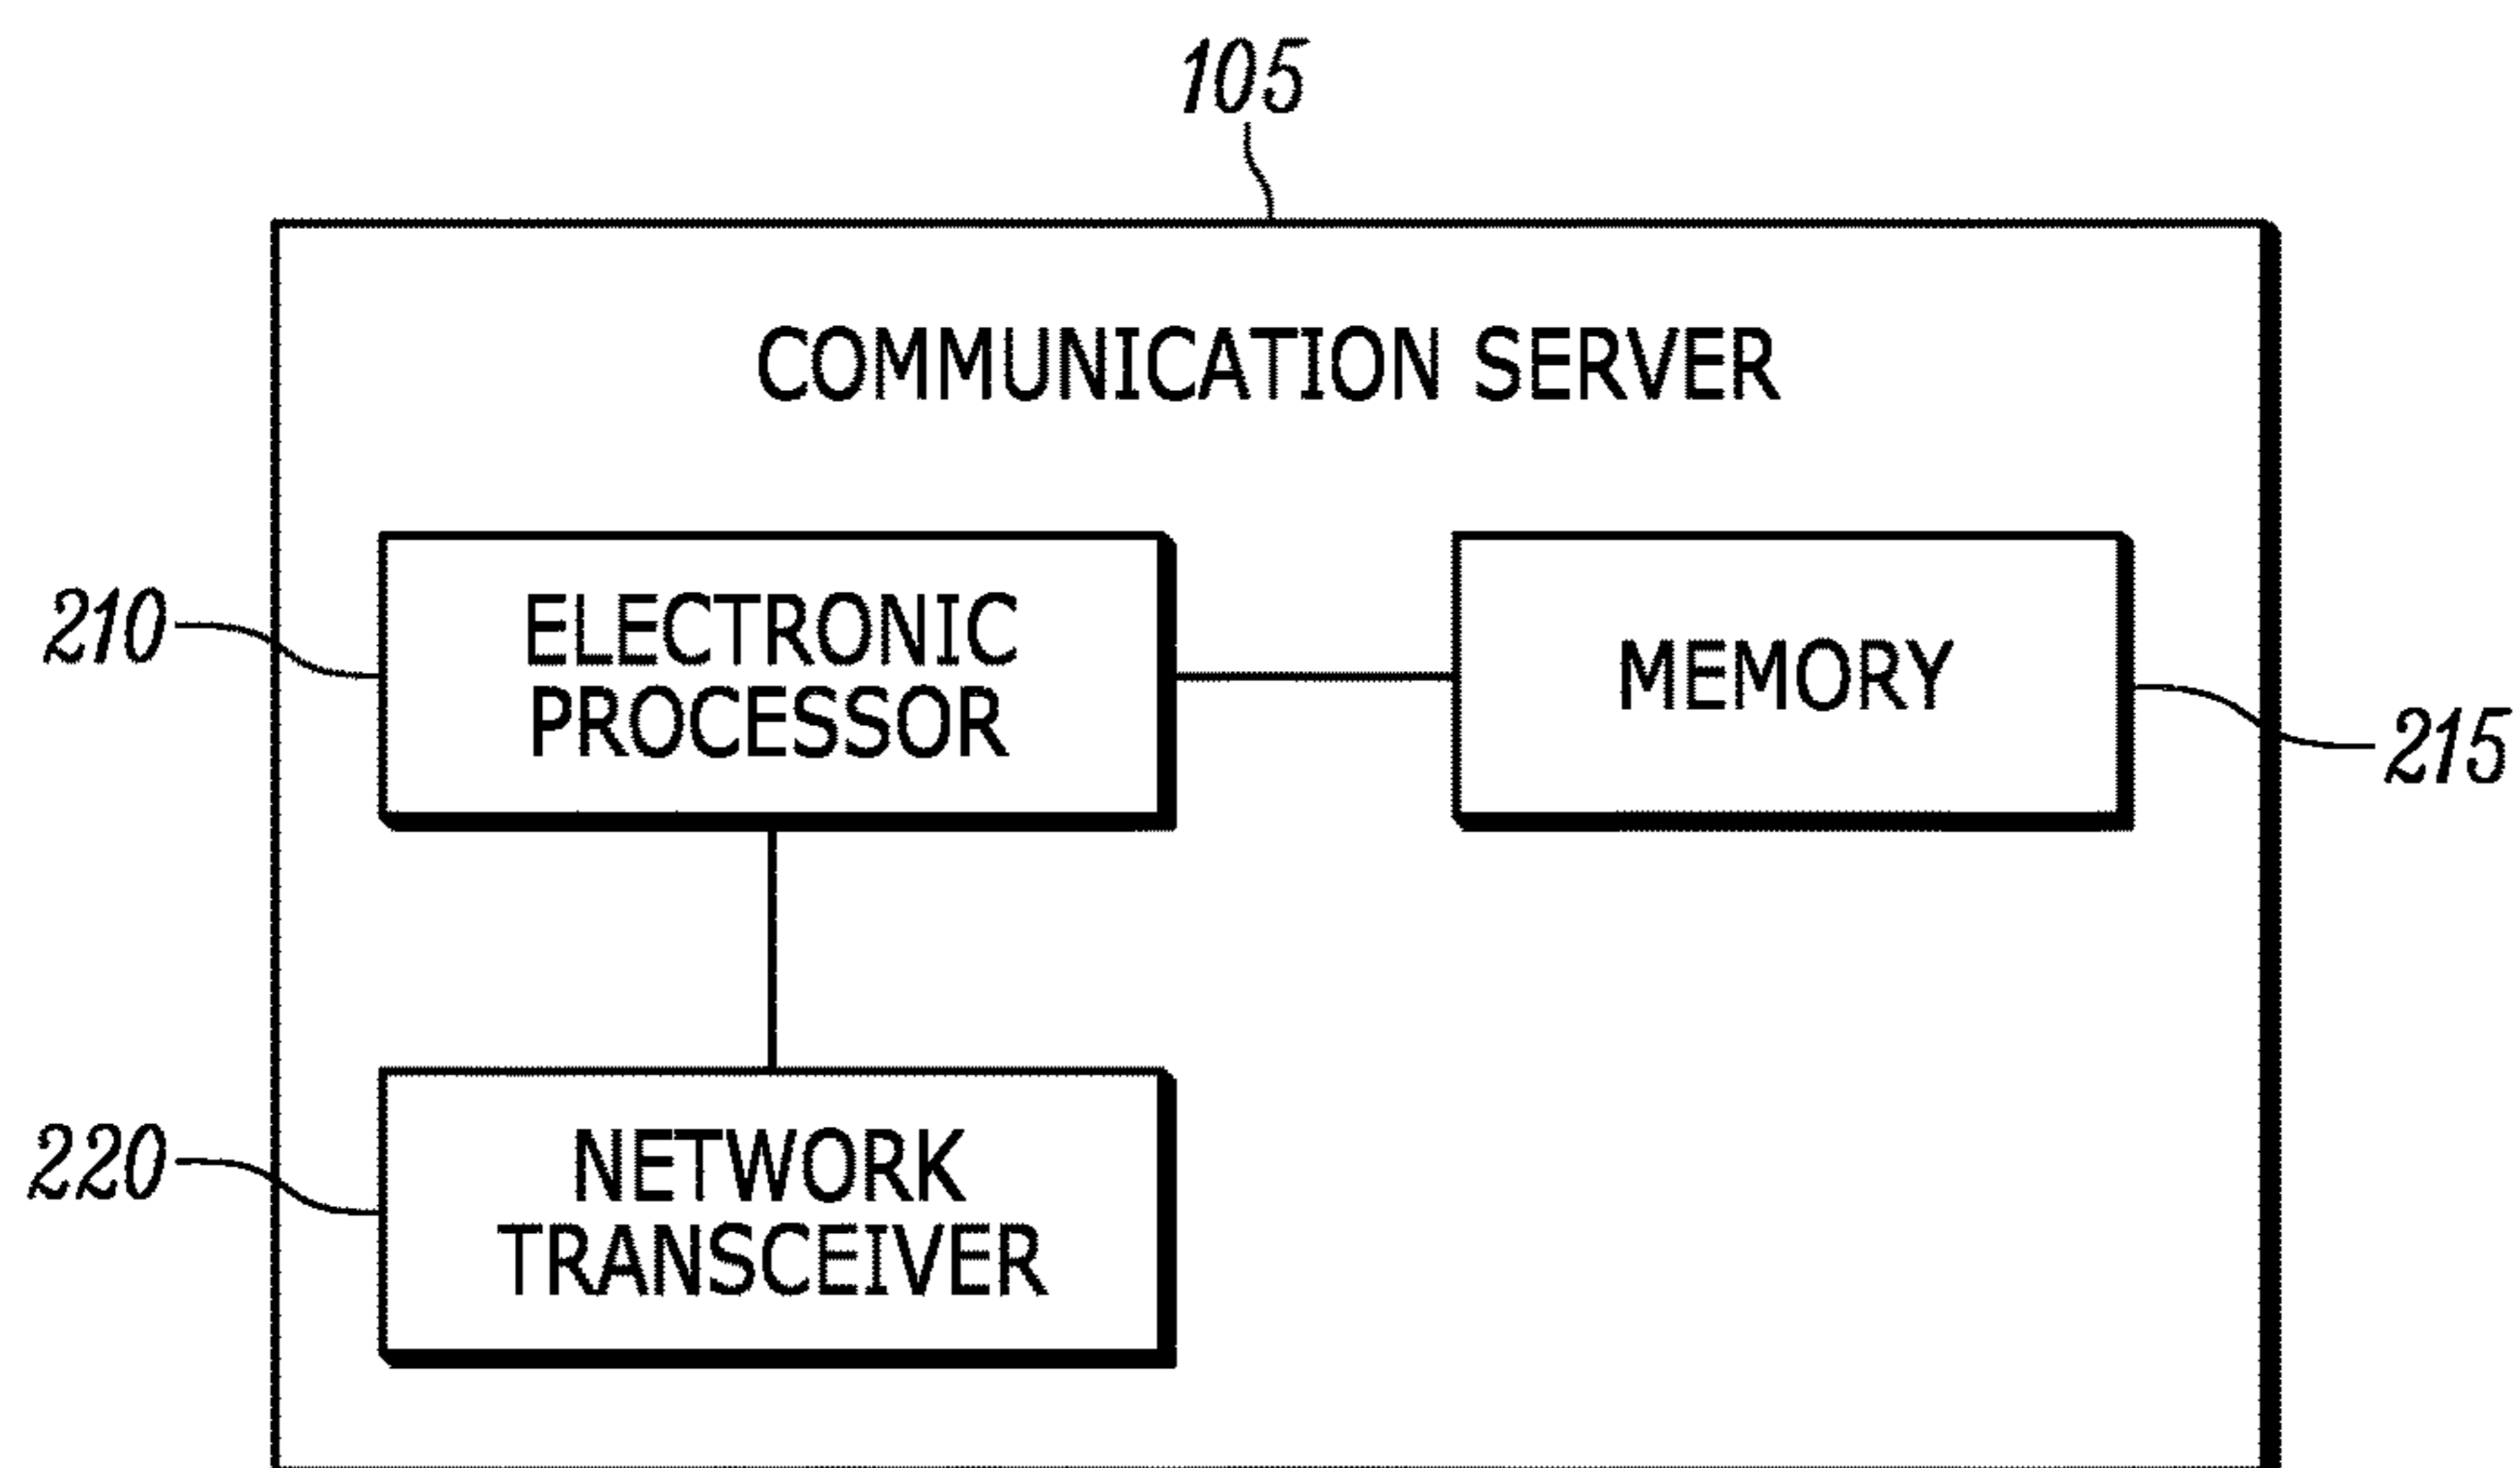 105
COMMUNICATION SERVER
210
ELECTRONIC
PROCESSOR
MEMORY
215
220
NETWORK
TRANSCEIVER